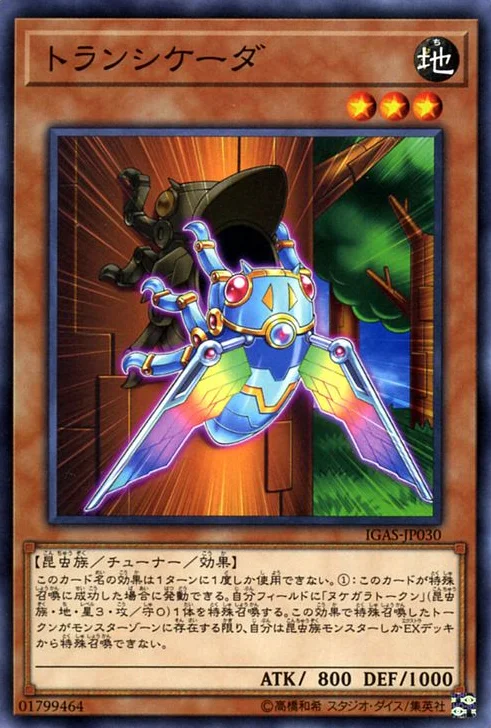 トランシケーダ
地
IGAS-JP030
【昆虫族／チューナー／効果】
このカード名の効果は1ターンに1度しか使用できない。①：このカードが特殊
召喚に成功した場合に発動できる。自分フィールドに「ヌケガラトークン」(昆虫
族・地・星3・攻／守0)1体を特殊召喚する。この効果で特殊召喚したトー
クンがモンスターゾーンに存在する限り、自分は昆虫族モンスターしかEXデッキ
から特殊召喚できない。
ATK/ 800 DEF/1000
01799464
©高橋和希 スタジオ・ダイス/集英社